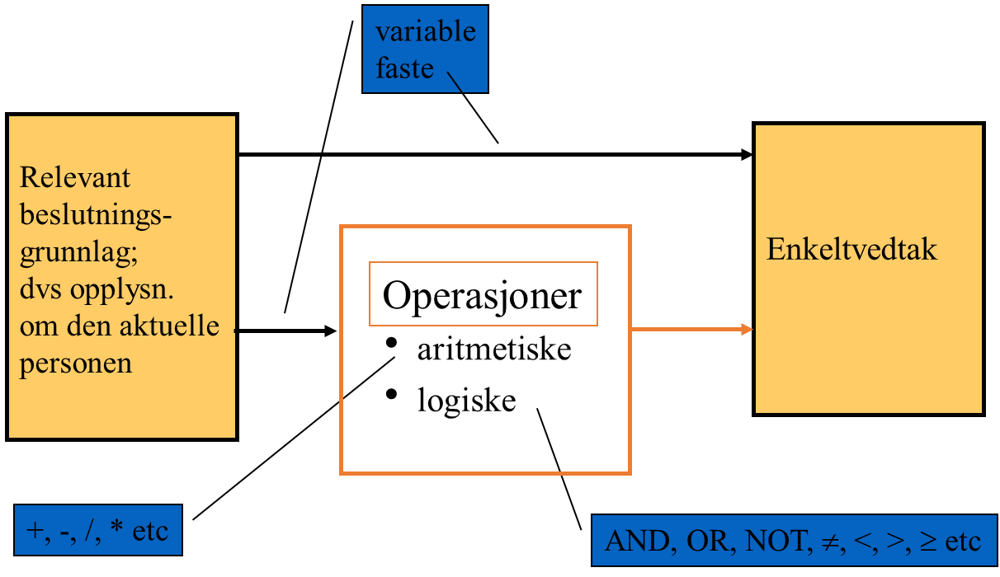 variable
faste
Relevant
beslutnings-
grunnlag;
dvs opplysn.
om den aktuelle
personen
Operasjoner
• aritmetiske
• logiske
Enkeltvedtak
+, -, /, * etc
AND, OR, NOT, ≠, <, >, ≥ etc